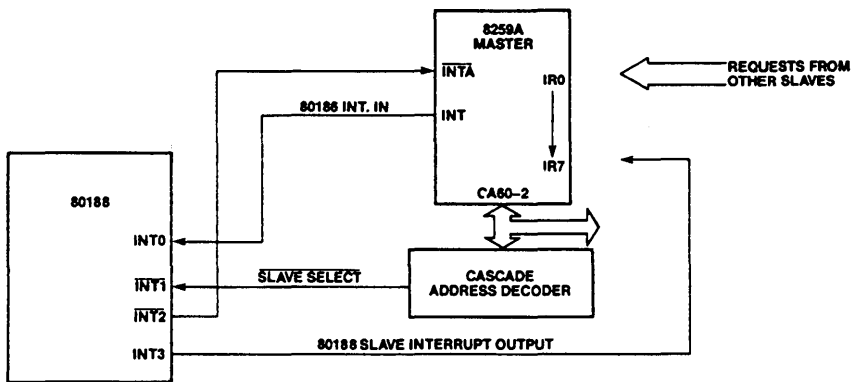 8259A
MASTER
INTA
IR0
REQUESTS FROM
OTHER SLAVES
80186 INT. IN
INT
IR7
80188
CA60-2
INT0
CASCADE
ADDRESS DECODER
INT1
SLAVE SELECT
INT2
INT3
80188 SLAVE INTERRUPT OUTPUT